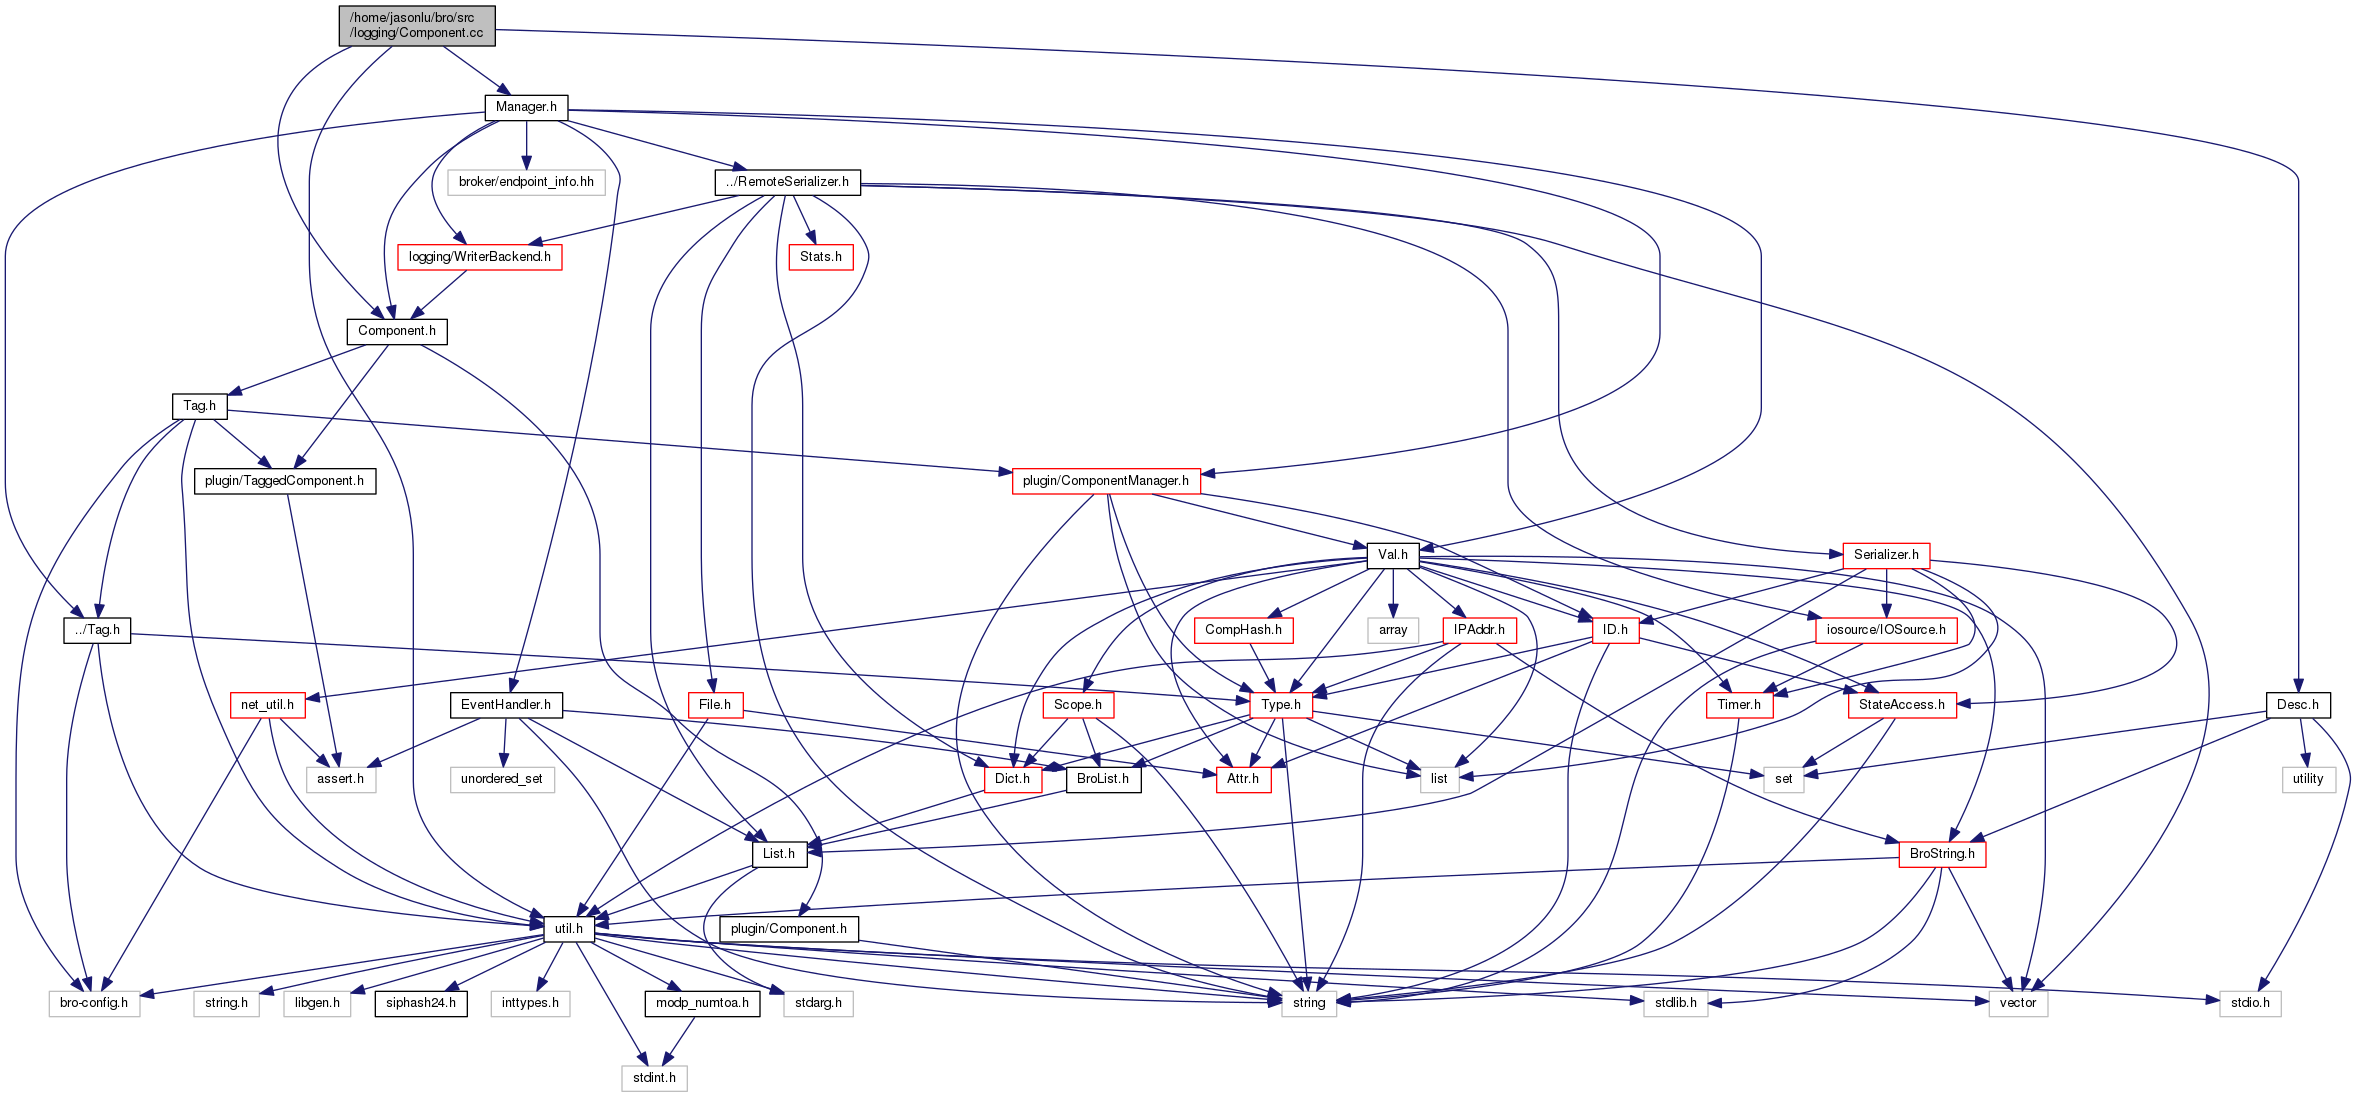 /home/jasonlu/bro/src
/logging/Component.cc
Manager.h
broker/endpoint_info.hh
../RemoteSerializer.h
logging/WriterBackend.h
Stats.h
Component.h
Tag.h
plugin/TaggedComponent.h
plugin/ComponentManager.h
Val.h
Serializer.h
../Tag.h
CompHash.h
array
IPAddr.h
ID.h
iosource/IOSource.h
net_util.h
EventHandler.h
File.h
Scope.h
Type.h
Timer.h
StateAccess.h
Desc.h
assert.h
unordered_set
Dict.h
BroList.h
Attr.h
list
set
utility
List.h
BroString.h
util.h
plugin/Component.h
bro-config.h
string.h
libgen.h
siphash24.h
inttypes.h
modp_numtoa.h
stdarg.h
string
stdlib.h
vector
stdio.h
stdint.h